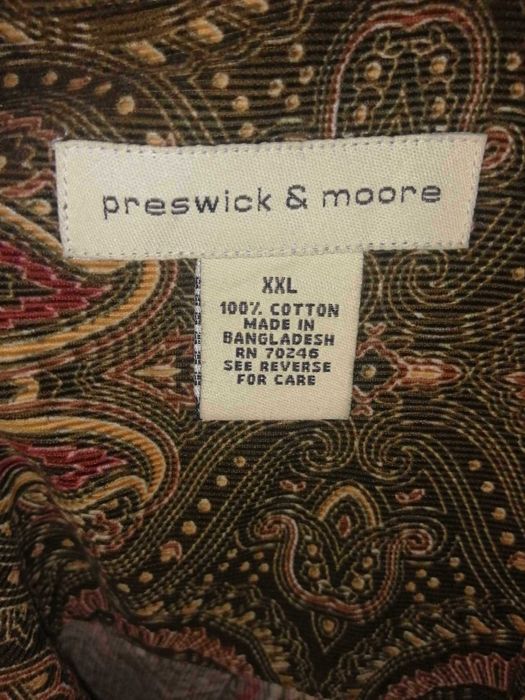 preswick & moore
XXL
100% COTTON
MADE IN
BANGLADESH
RN 70246
SEE REVERSE
FOR CARE